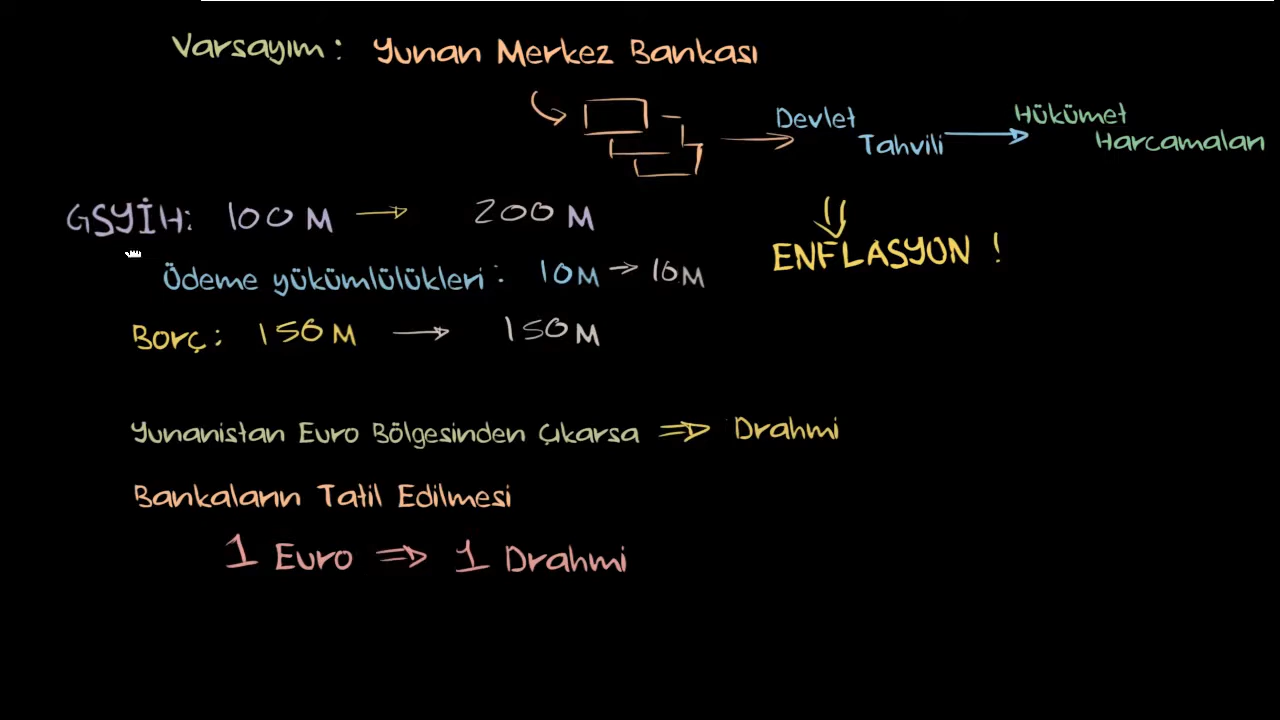 Varsayım: Yunan Merkez Bankası
Devlet Tahvili
Hükümet Harcamaları
GSYİH: 100 M → 200 M
ENFLASYON !
Ödeme yükümlülükleri: 10 M → 10 M
Borç: 150 M → 150 M
Yunanistan Euro Bölgesinden Çıkarsa ⇒ Drahmi
Bankaların Tatil Edilmesi
1 Euro ⇒ 1 Drahmi